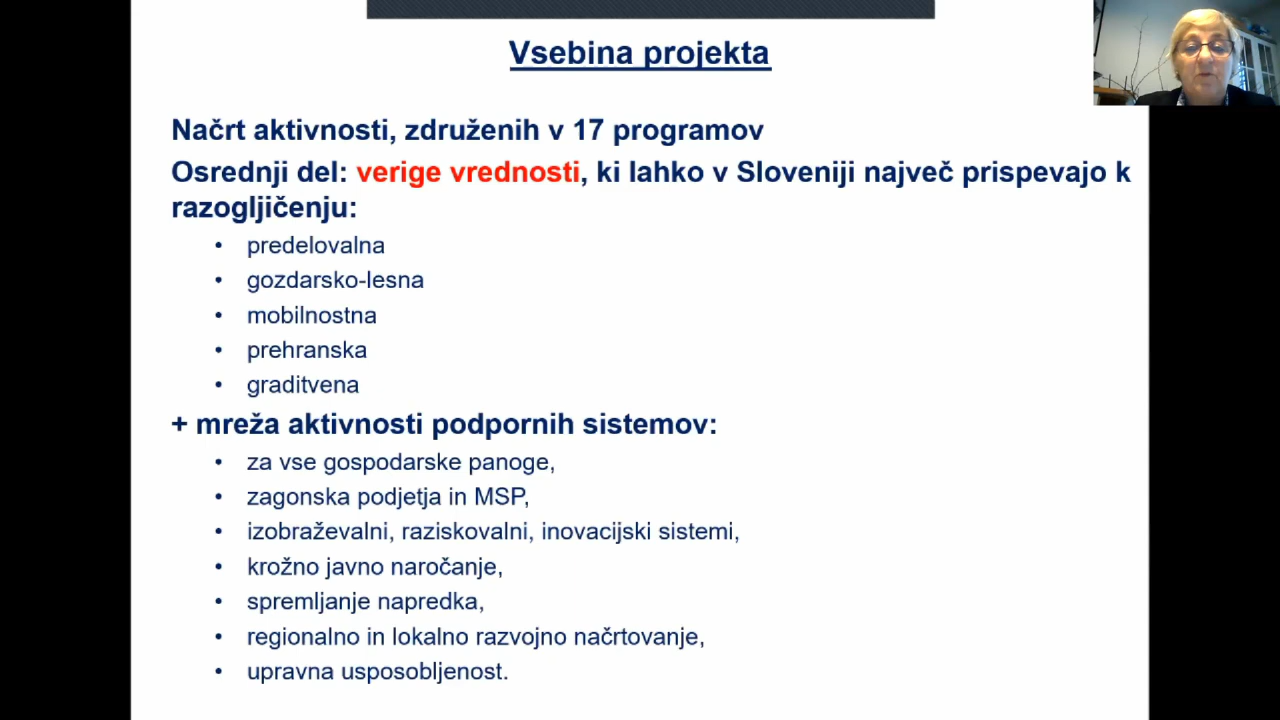 Vsebina projekta
Načrt aktivnosti, združenih v 17 programov
Osrednji del: verige vrednosti, ki lahko v Sloveniji največ prispevajo k
razogljičenju:
• predelovalna
• gozdarsko-lesna
• mobilnostna
• prehranska
• graditvena
+ mreža aktivnosti podpornih sistemov:
• za vse gospodarske panoge,
• zagonska podjetja in MSP,
• izobraževalni, raziskovalni, inovacijski sistemi,
• krožno javno naročanje,
• spremljanje napredka,
• regionalno in lokalno razvojno načrtovanje,
• upravna usposobljenost.